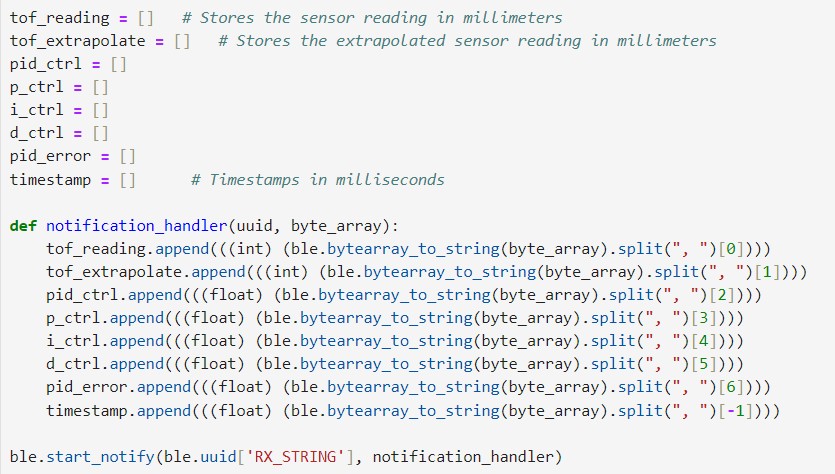 tof_reading = []   # Stores the sensor reading in millimeters
tof_extrapolate = []   # Stores the extrapolated sensor reading in millimeters
pid_ctrl = []
p_ctrl = []
i_ctrl = []
d_ctrl = []
pid_error = []
timestamp = []      # Timestamps in milliseconds

def notification_handler(uuid, byte_array):
    tof_reading.append(((int) (ble.bytearray_to_string(byte_array).split(", ")[0])))
    tof_extrapolate.append(((int) (ble.bytearray_to_string(byte_array).split(", ")[1])))
    pid_ctrl.append(((float) (ble.bytearray_to_string(byte_array).split(", ")[2])))
    p_ctrl.append(((float) (ble.bytearray_to_string(byte_array).split(", ")[3])))
    i_ctrl.append(((float) (ble.bytearray_to_string(byte_array).split(", ")[4])))
    d_ctrl.append(((float) (ble.bytearray_to_string(byte_array).split(", ")[5])))
    pid_error.append(((float) (ble.bytearray_to_string(byte_array).split(", ")[6])))
    timestamp.append(((float) (ble.bytearray_to_string(byte_array).split(", ")[-1])))

ble.start_notify(ble.uuid['RX_STRING'], notification_handler)